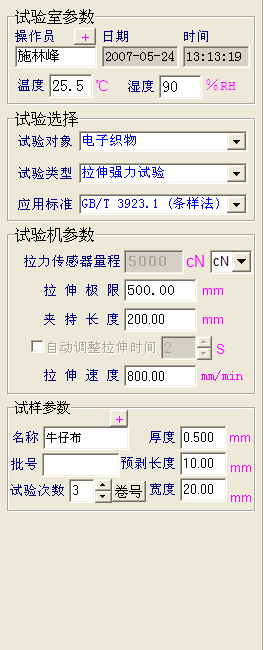 试验室参数
操作员 + 日期 时间
施林峰 2007-05-24 13:13:19
温度 25.5 ℃ 湿度 90 %RH
试验选择
试验对象 电子织物
试验类型 拉伸强力试验
应用标准 GB/T 3923.1 (条样法)
试验机参数
拉力传感器量程 5000 cN cN
拉伸极限 500.00 mm
夹持长度 200.00 mm
自动调整拉伸时间 2 S
拉伸速度 800.00 mm/min
试样参数
+
名称 牛仔布 厚度 0.500 mm
批号 预剥长度 10.00 mm
试验次数 3 卷号 宽度 20.00 mm